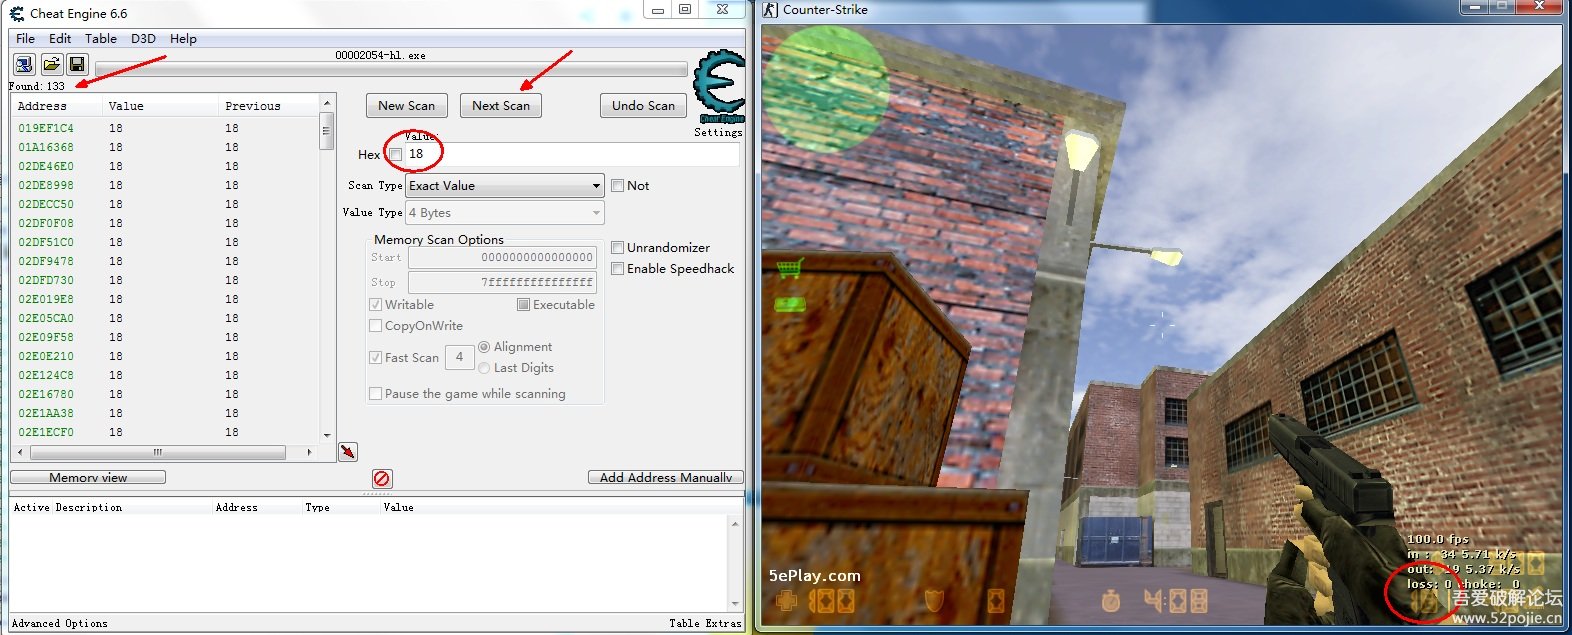 Cheat Engine 6.6
File Edit Table D3D Help
00002054-hl.exe
Found: 133
Address Value Previous
019EF1C4 18 18
01A16368 18 18
02DE46E0 18 18
02DE8998 18 18
02DECC50 18 18
02DF0F08 18 18
02DF51C0 18 18
02DF9478 18 18
02DFD730 18 18
02E019E8 18 18
02E05CA0 18 18
02E09F58 18 18
02E0E210 18 18
02E124C8 18 18
02E16780 18 18
02E1AA38 18 18
02E1ECF0 18 18
New Scan Next Scan Undo Scan
Cheat Engine
Settings
Value:
Hex 18
Scan Type Exact Value Not
Value Type 4 Bytes
Memory Scan Options
Start 0000000000000000
Stop 7fffffffffffffff
Writable Executable
CopyOnWrite
Fast Scan 4 Alignment
Last Digits
Pause the game while scanning
Unrandomizer
Enable Speedhack
Memory view Add Address Manually
Active Description Address Type Value
Advanced Options Table Extras
Counter-Strike
100.0 fps
in : 34 5.71 k/s
out: 19 5.37 k/s
loss: 0 choke: 0
5ePlay.com
吾爱破解论坛
www.52pojie.cn